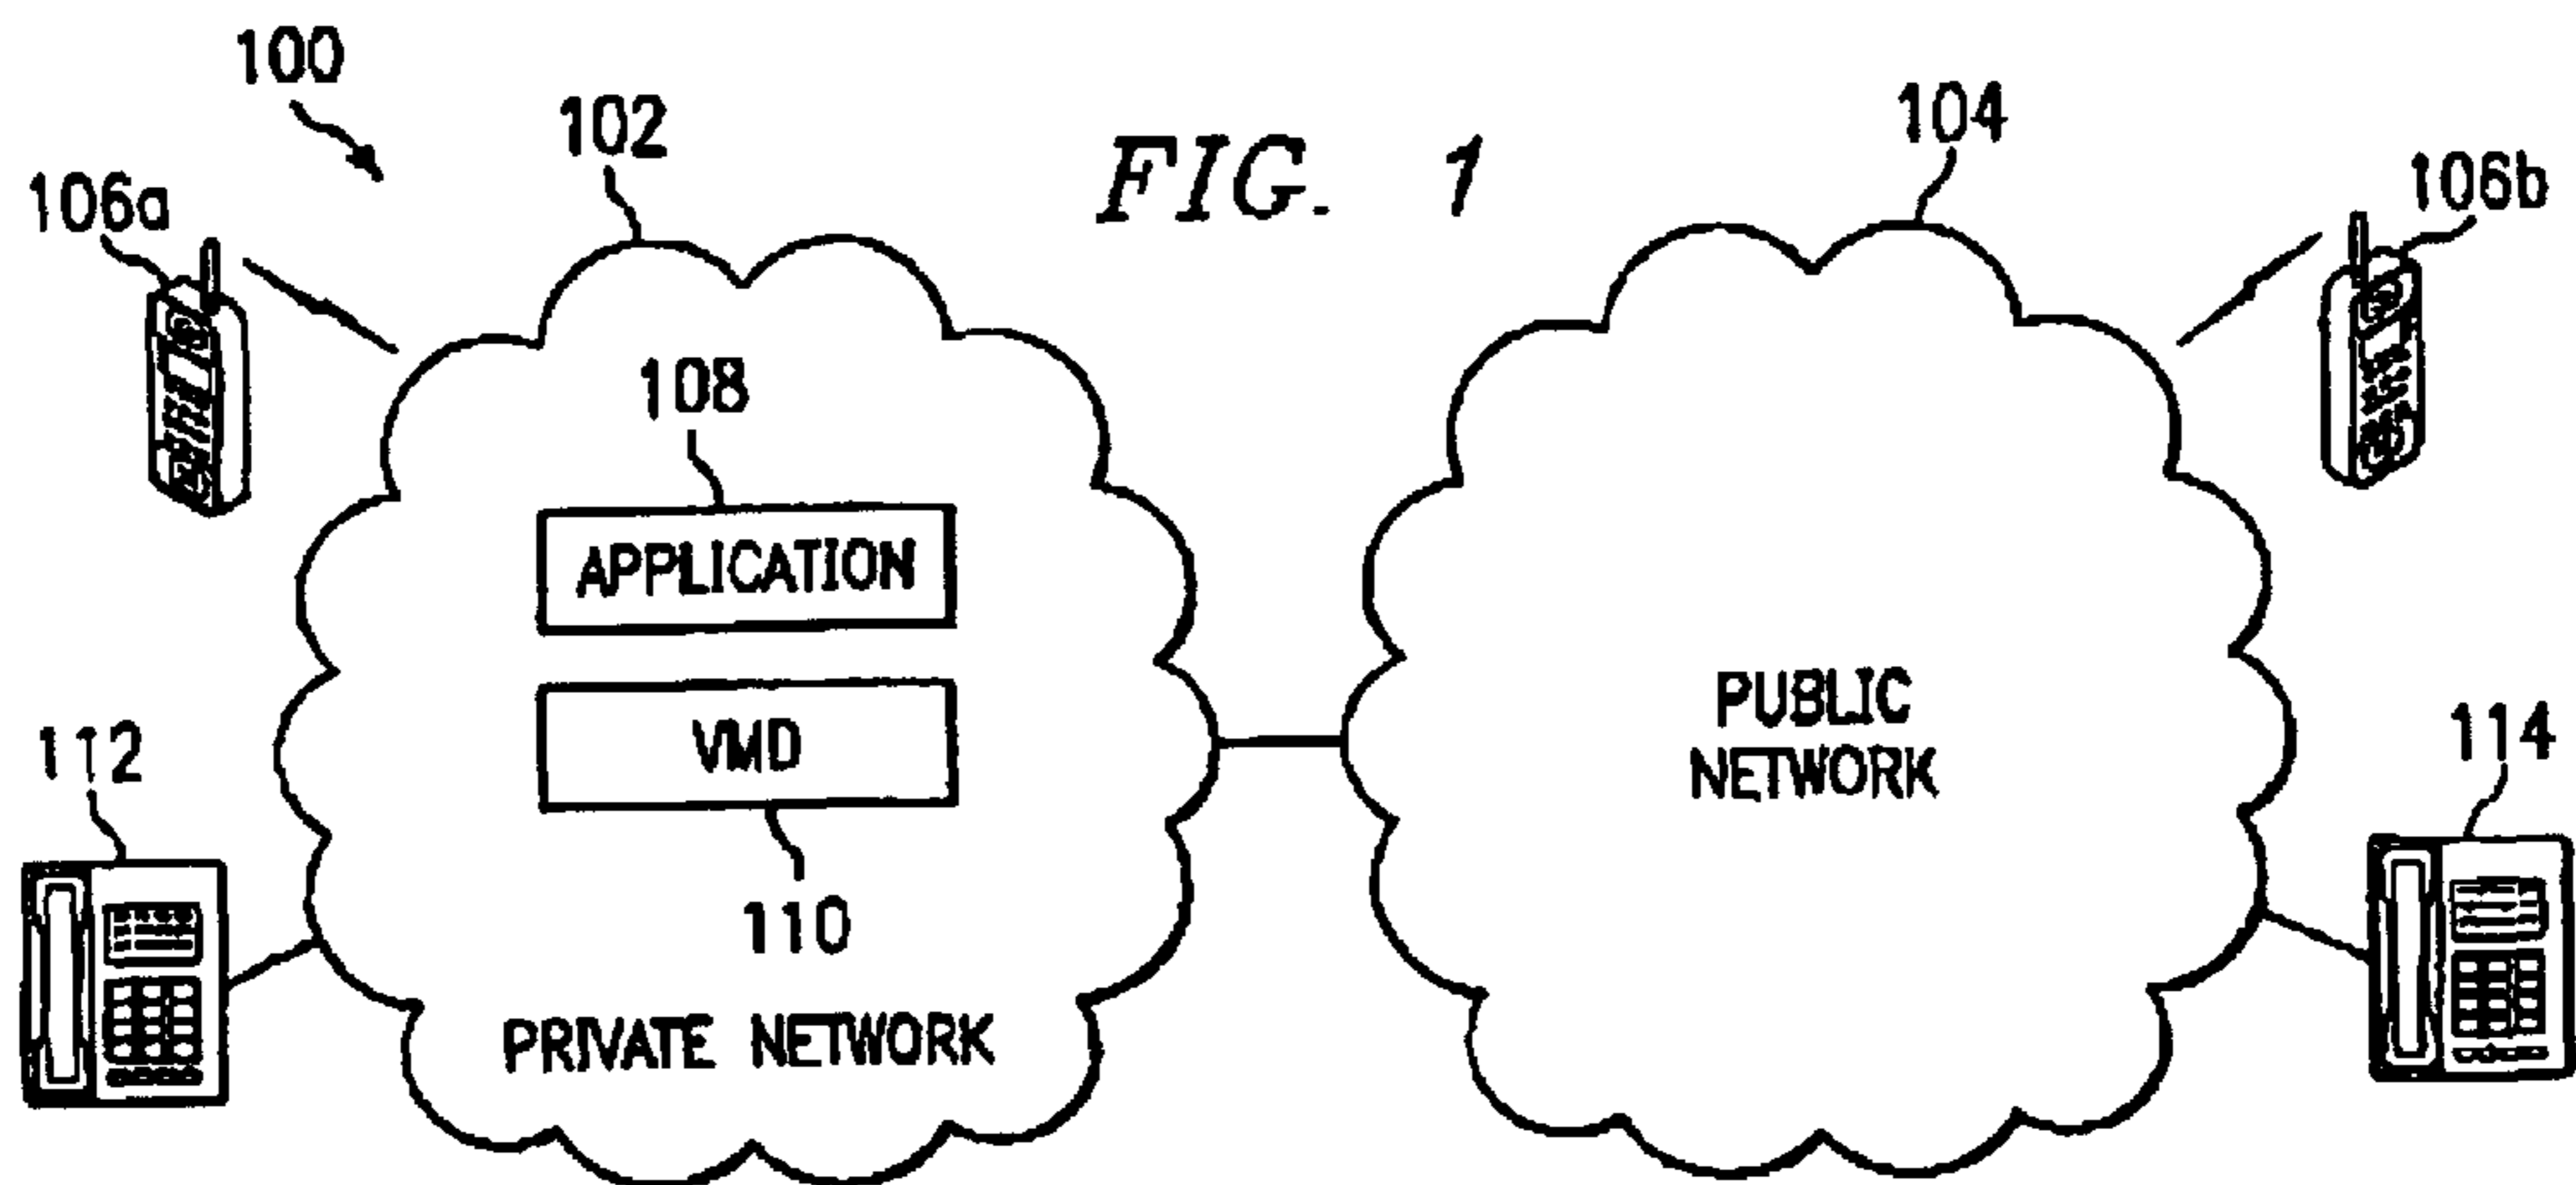 100
102
FIG. 1
104
106a
106b
108
APPLICATION
VMD
110
PRIVATE NETWORK
PUBLIC
NETWORK
112
114